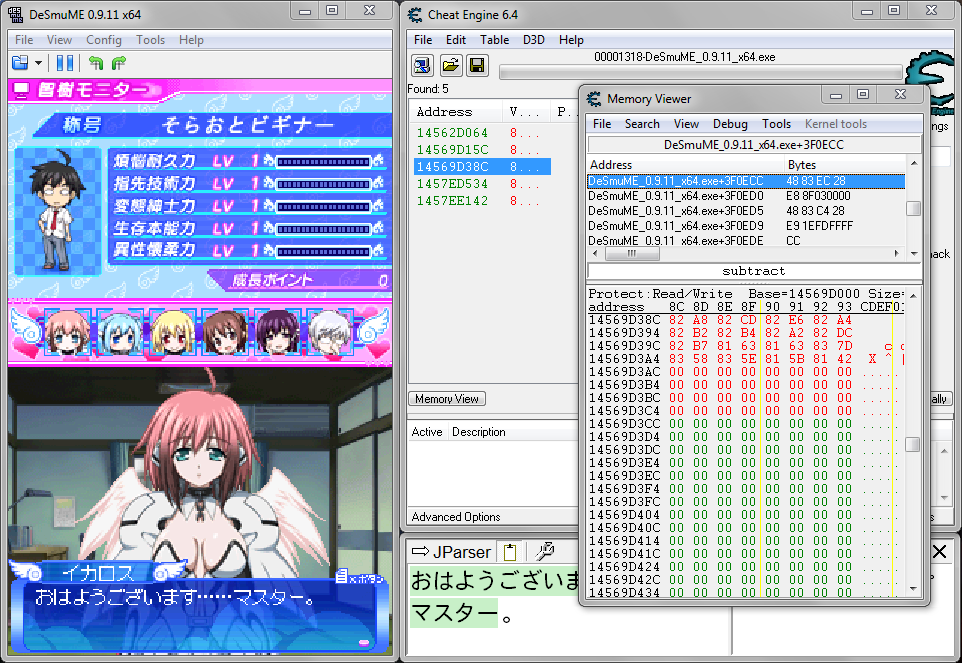 DeSmuME 0.9.11 x64
File View Config Tools Help
智樹モニター
称号 そらおとビギナー
煩悩耐久力 LV 1
指先技術力 LV 1
変態紳士力 LV 1
生存本能力 LV 1
異性懐柔力 LV 1
成長ポイント 0
イカロス
×ボタン
おはようございます……マスター。
Cheat Engine 6.4
File Edit Table D3D Help
00001318-DeSmuME_0.9.11_x64.exe
Found: 5
Address V... P..
14562D064 8...
14569D15C 8...
14569D38C 8...
1457ED534 8...
1457EE142 8...
ngs
ack
Memory View
ally
Active Description
Advanced Options
s
Memory Viewer
File Search View Debug Tools Kernel tools
DeSmuME_0.9.11_x64.exe+3F0ECC
Address Bytes
DeSmuME_0.9.11_x64.exe+3F0ECC 48 83 EC 28
DeSmuME_0.9.11_x64.exe+3F0ED0 E8 8F030000
DeSmuME_0.9.11_x64.exe+3F0ED5 48 83 C4 28
DeSmuME_0.9.11_x64.exe+3F0ED9 E9 1EFDFFFF
DeSmuME_0.9.11_x64.exe+3F0EDE CC
subtract
Protect:Read/Write Base=14569D000 Size=
address 8C 8D 8E 8F 90 91 92 93 CDEF01
14569D38C 82 A8 82 CD 82 E6 82 A4
14569D394 82 B2 82 B4 82 A2 82 DC
14569D39C 82 B7 81 63 81 63 83 7D c c
14569D3A4 83 58 83 5E 81 5B 81 42 X ^ [
14569D3AC 00 00 00 00 00 00 00 00 .....
14569D3B4 00 00 00 00 00 00 00 00 .....
14569D3BC 00 00 00 00 00 00 00 00 .....
14569D3C4 00 00 00 00 00 00 00 00 .....
14569D3CC 00 00 00 00 00 00 00 00 .....
14569D3D4 00 00 00 00 00 00 00 00 .....
14569D3DC 00 00 00 00 00 00 00 00 .....
14569D3E4 00 00 00 00 00 00 00 00 .....
14569D3EC 00 00 00 00 00 00 00 00 .....
14569D3F4 00 00 00 00 00 00 00 00 .....
14569D3FC 00 00 00 00 00 00 00 00 .....
14569D404 00 00 00 00 00 00 00 00 .....
14569D40C 00 00 00 00 00 00 00 00 .....
14569D414 00 00 00 00 00 00 00 00 .....
14569D41C 00 00 00 00 00 00 00 00 .....
14569D424 00 00 00 00 00 00 00 00 .....
14569D42C 00 00 00 00 00 00 00 00 .....
14569D434 00 00 00 00 00 00 00 00 .....
JParser
おはようございま
マスター 。